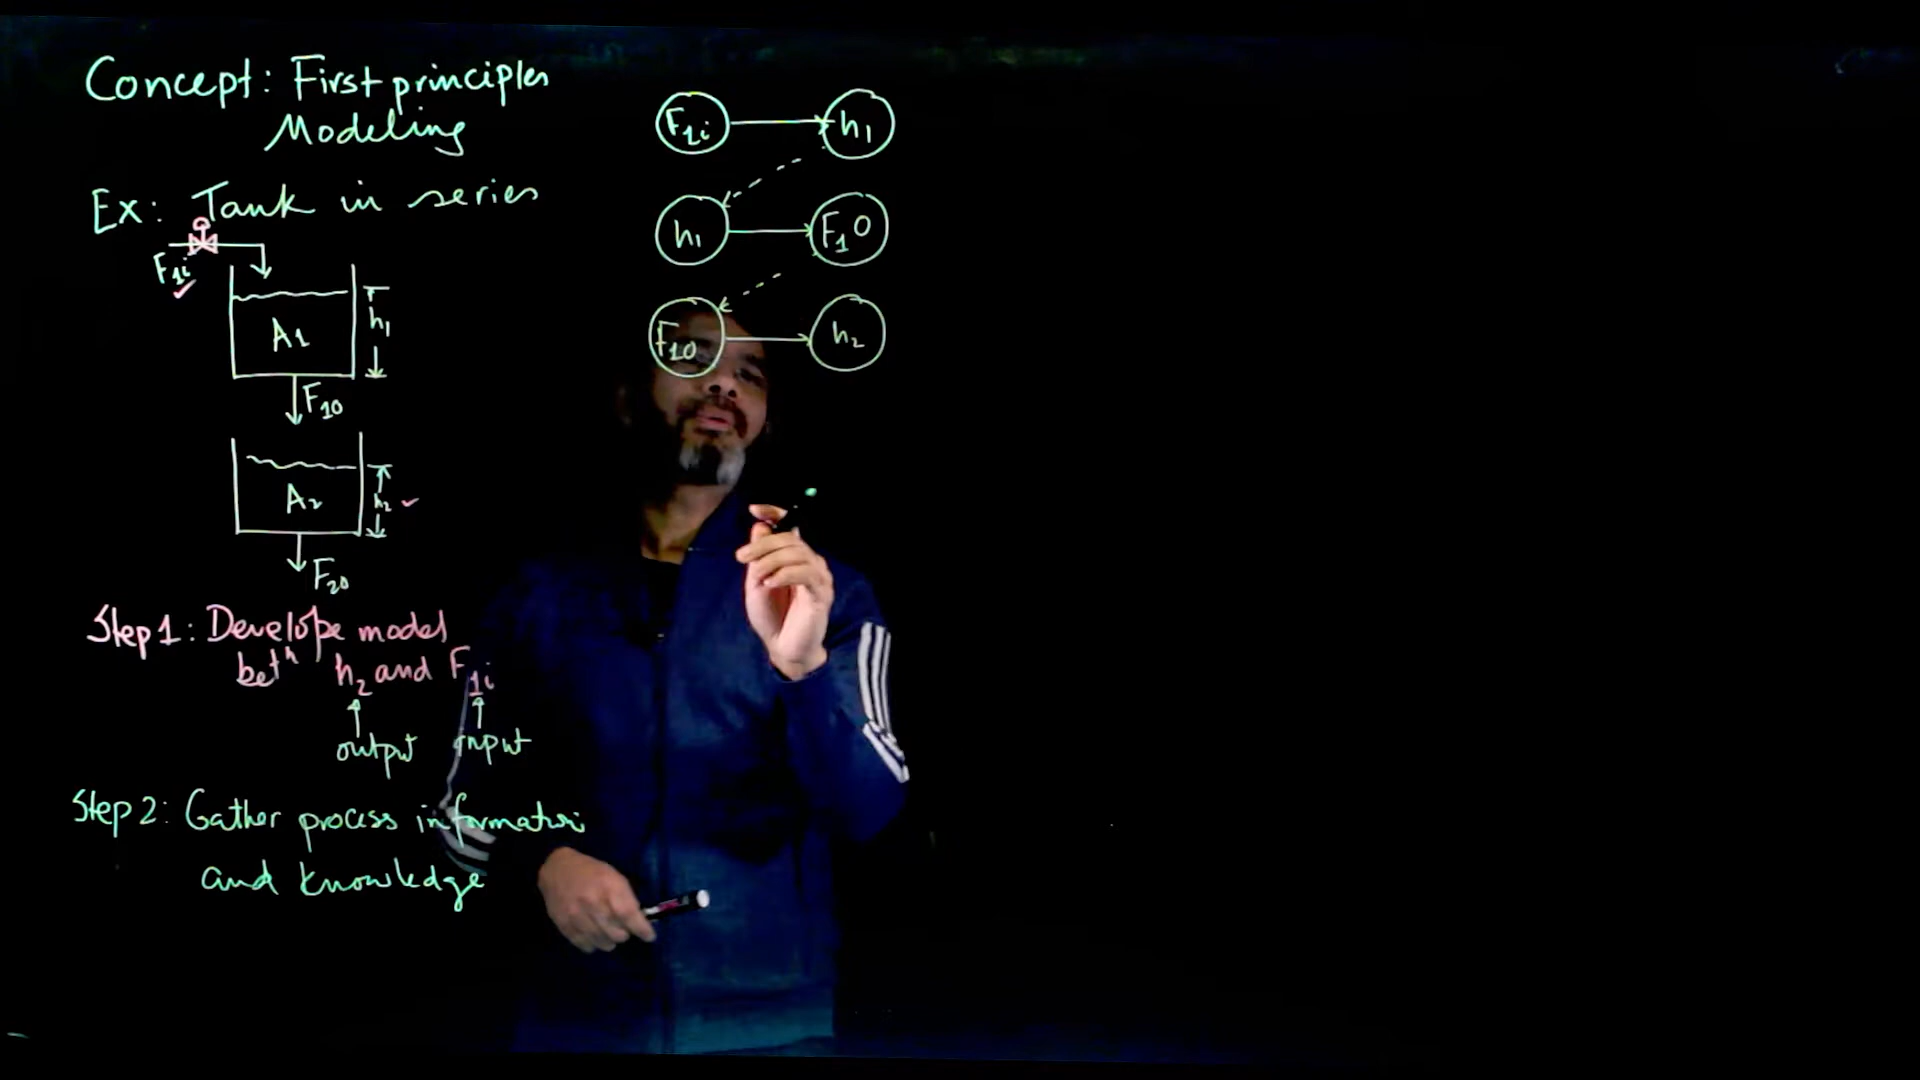 Concept: First principles
Modeling
Ex: Tank in series
F1i
A1
h1
F10
A2
h2
F20
Step 1: Develope model
betn h2 and F1i
output input
Step 2: Gather process information
and knowledge
F1i h1
h1 F10
F10 h2